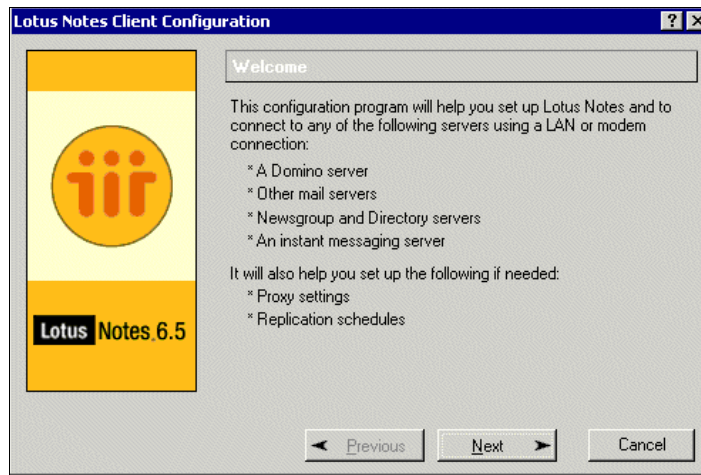 Lotus Notes Client Configuration
Welcome
This configuration program will help you set up Lotus Notes and to
connect to any of the following servers using a LAN or modem
connection:
* A Domino server
* Other mail servers
* Newsgroup and Directory servers
* An instant messaging server
It will also help you set up the following if needed:
* Proxy settings
* Replication schedules
Lotus Notes.6.5
Previous
Next
Cancel